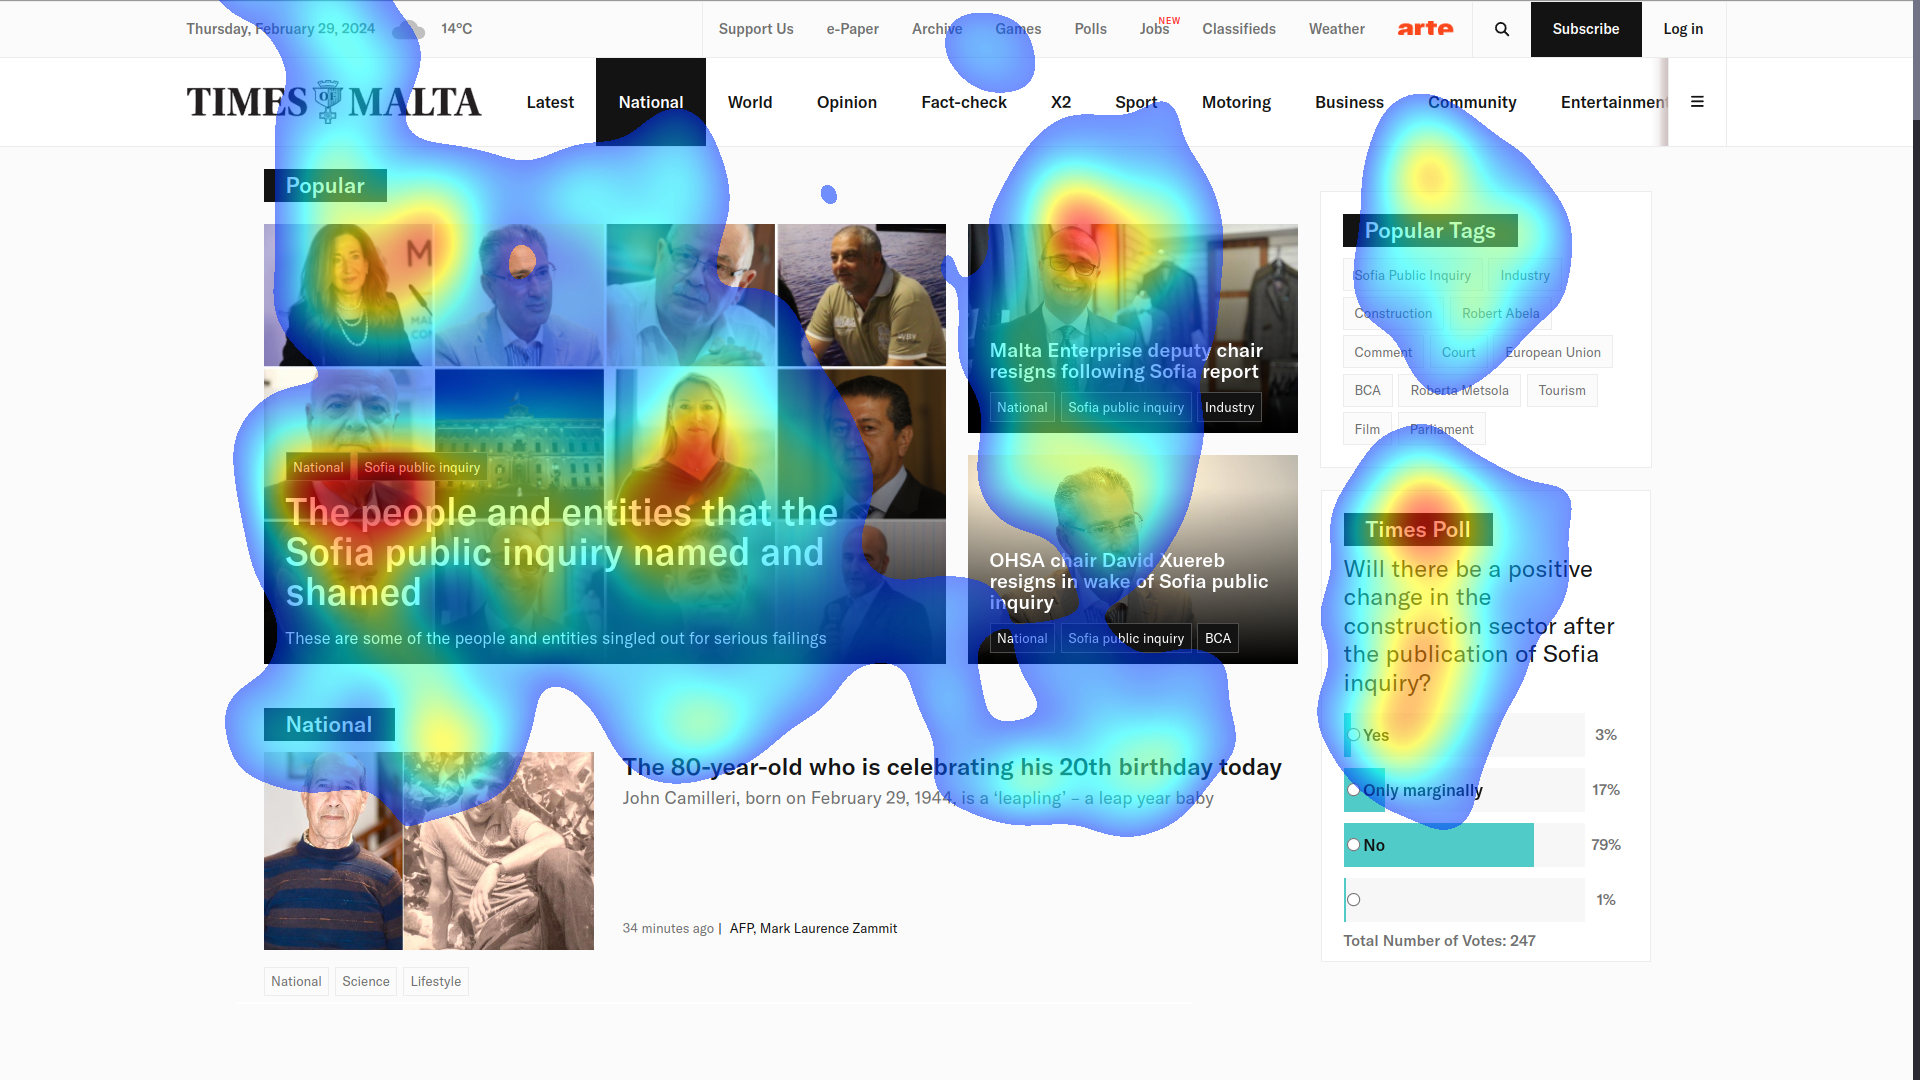 Thursday, February 29, 2024 14°C
Support Us e-Paper Archive Games Polls Jobs NEW Classifieds Weather arte Subscribe Log in
TIMES OF MALTA
Latest National World Opinion Fact-check X2 Sport Motoring Business Community Entertainment
Popular
National Sofia public inquiry
The people and entities that the
Sofia public inquiry named and
shamed
These are some of the people and entities singled out for serious failings
Malta Enterprise deputy chair
resigns following Sofia report
National Sofia public inquiry Industry
OHSA chair David Xuereb
resigns in wake of Sofia public
inquiry
National Sofia public inquiry BCA
Popular Tags
Sofia Public Inquiry Industry
Construction Robert Abela
Comment Court European Union
BCA Roberta Metsola Tourism
Film Parliament
Times Poll
Will there be a positive
change in the
construction sector after
the publication of Sofia
inquiry?
Yes 3%
Only marginally 17%
No 79%
1%
Total Number of Votes: 247
National
The 80-year-old who is celebrating his 20th birthday today
John Camilleri, born on February 29, 1944, is a ‘leapling’ – a leap year baby
34 minutes ago | AFP, Mark Laurence Zammit
National Science Lifestyle